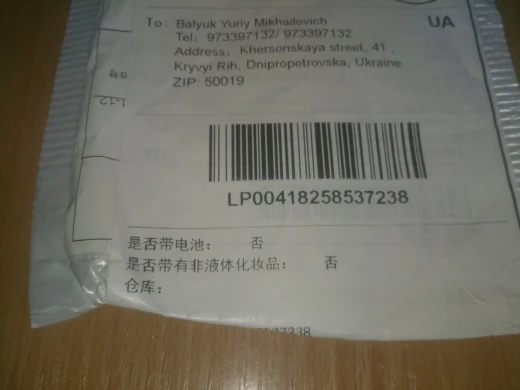 To: Balyuk Yuriy Mikhailovich
UA
Tel: 973397132/ 973397132
Address: Khersonskaya street, 41 ,
Kryvyi Rih, Dnipropetrovska, Ukraine
ZIP: 50019
LP00418258537238
是否带电池: 否
是否带有非液体化妆品: 否
仓库:
58537238